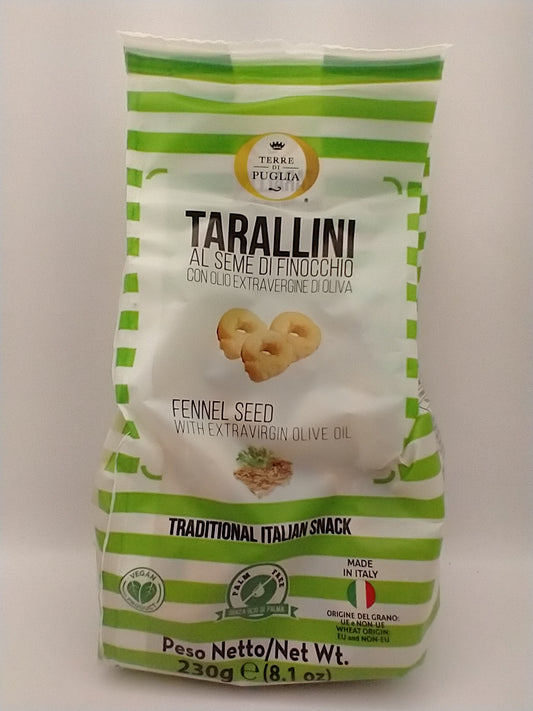 TERRE
DI
PUGLIA
®
TARALLINI
AL SEME DI FINOCCHIO
CON OLIO EXTRAVERGINE DI OLIVA
FENNEL SEED
WITH EXTRAVIRGIN OLIVE OIL
TRADITIONAL ITALIAN SNACK
VEGAN
PRODUCT
PALM FREE
SENZA OLIO DI PALMA
MADE
IN ITALY
ORIGINE DEL GRANO:
UE e NON-UE
WHEAT ORIGIN:
EU and NON-EU
Peso Netto/Net Wt.
230g e (8.1 oz)